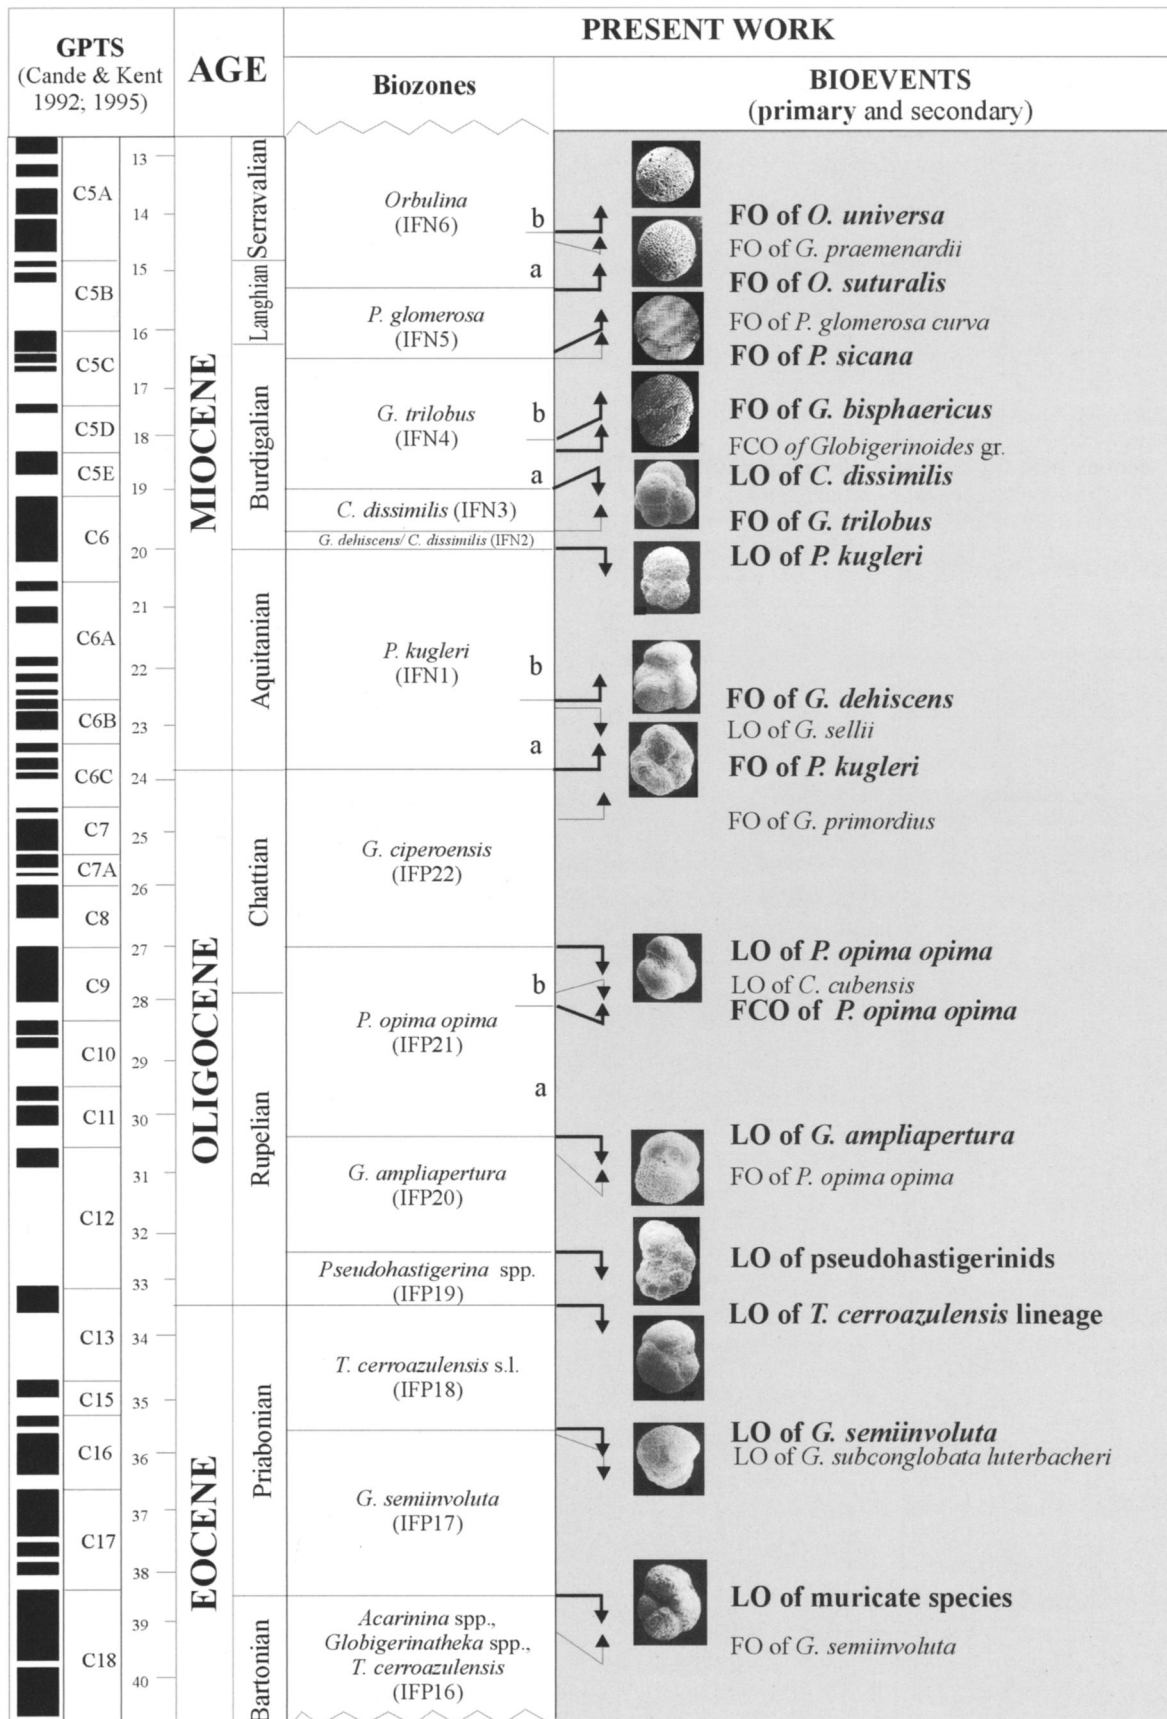 PRESENT WORK
GPTS
(Cande & Kent
1992; 1995)
AGE
Biozones
BIOEVENTS
(primary and secondary)
C5A
C5B
C5C
C5D
C5E
C6
C6A
C6B
C6C
C7
C7A
C8
C9
C10
C11
C12
C13
C15
C16
C17
C18
13
14
15
16
17
18
19
20
21
22
23
24
25
26
27
28
29
30
31
32
33
34
35
36
37
38
39
40
MIOCENE
OLIGOCENE
EOCENE
Serravalian
Langhian
Burdigalian
Aquitanian
Chattian
Rupelian
Priabonian
Bartonian
Orbulina
(IFN6)
b
a
P. glomerosa
(IFN5)
G. trilobus
(IFN4)
b
a
C. dissimilis (IFN3)
G. dehiscens/ C. dissimilis (IFN2)
P. kugleri
(IFN1)
b
a
G. ciperoensis
(IFP22)
P. opima opima
(IFP21)
b
a
G. ampliapertura
(IFP20)
Pseudohastigerina spp.
(IFP19)
T. cerroazulensis s.l.
(IFP18)
G. semiinvoluta
(IFP17)
Acarinina spp.,
Globigerinatheka spp.,
T. cerroazulensis
(IFP16)
FO of O. universa
FO of G. praemenardii
FO of O. suturalis
FO of P. glomerosa curva
FO of P. sicana
FO of G. bisphaericus
FCO of Globigerinoides gr.
LO of C. dissimilis
FO of G. trilobus
LO of P. kugleri
FO of G. dehiscens
LO of G. sellii
FO of P. kugleri
FO of G. primordius
LO of P. opima opima
LO of C. cubensis
FCO of P. opima opima
LO of G. ampliapertura
FO of P. opima opima
LO of pseudohastigerinids
LO of T. cerroazulensis lineage
LO of G. semiinvoluta
LO of G. subconglobata luterbacheri
LO of muricate species
FO of G. semiinvoluta